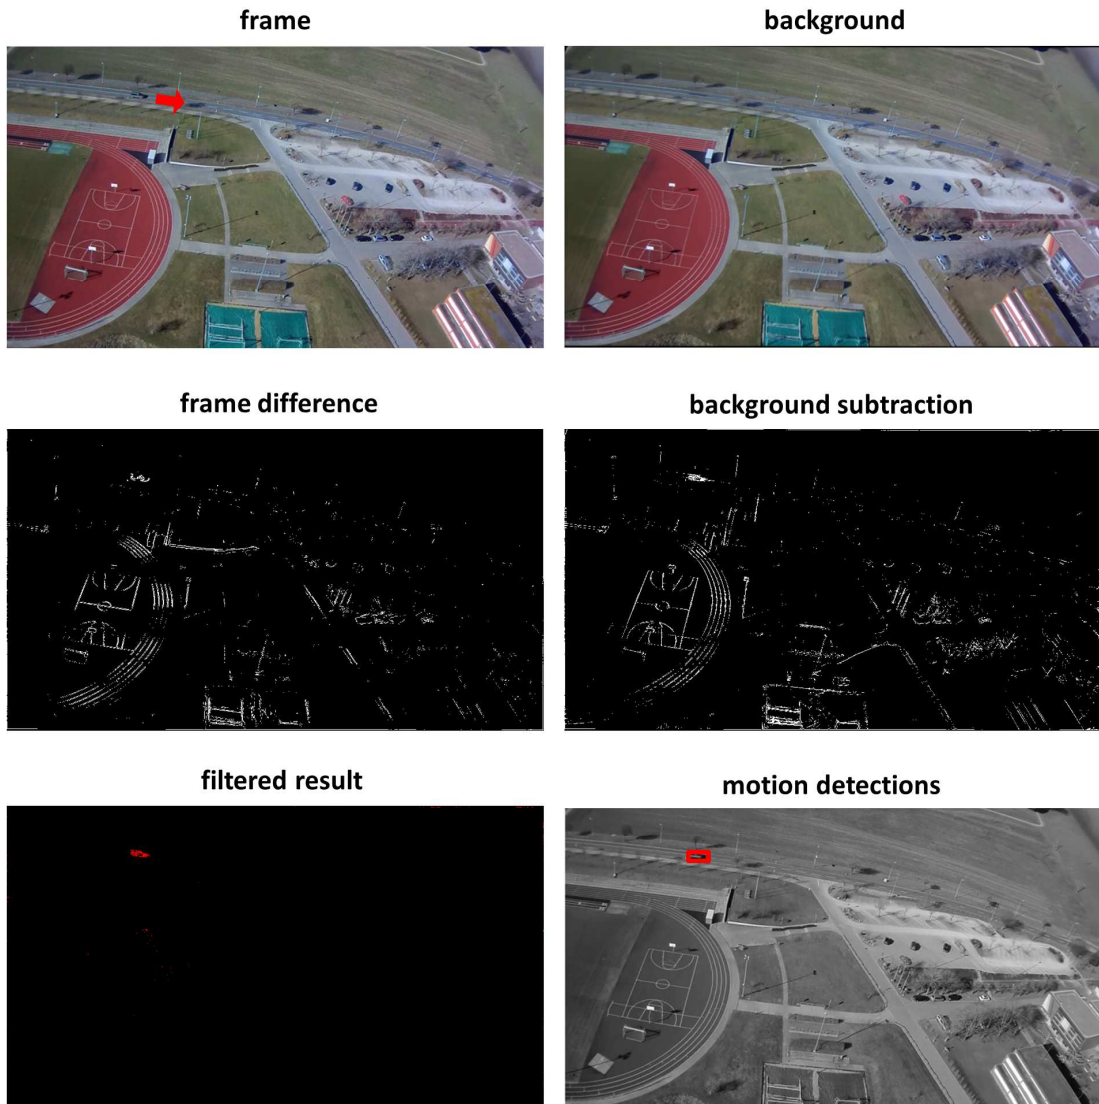 frame
background
frame difference
background subtraction
filtered result
motion detections